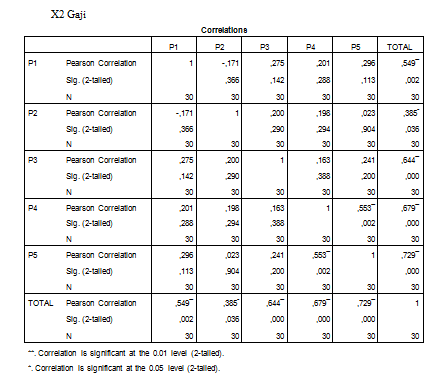 X2 Gaji
Correlations
P1 P2 P3 P4 P5 TOTAL
P1 Pearson Correlation 1 -,171 ,275 ,201 ,296 ,549**
Sig. (2-tailed) ,366 ,142 ,288 ,113 ,002
N 30 30 30 30 30 30
P2 Pearson Correlation -,171 1 ,200 ,198 ,023 ,385*
Sig. (2-tailed) ,366 ,290 ,294 ,904 ,036
N 30 30 30 30 30 30
P3 Pearson Correlation ,275 ,200 1 ,163 ,241 ,644**
Sig. (2-tailed) ,142 ,290 ,388 ,200 ,000
N 30 30 30 30 30 30
P4 Pearson Correlation ,201 ,198 ,163 1 ,553** ,679**
Sig. (2-tailed) ,288 ,294 ,388 ,002 ,000
N 30 30 30 30 30 30
P5 Pearson Correlation ,296 ,023 ,241 ,553** 1 ,729**
Sig. (2-tailed) ,113 ,904 ,200 ,002 ,000
N 30 30 30 30 30 30
TOTAL Pearson Correlation ,549** ,385* ,644** ,679** ,729** 1
Sig. (2-tailed) ,002 ,036 ,000 ,000 ,000
N 30 30 30 30 30 30
**. Correlation is significant at the 0.01 level (2-tailed).
*. Correlation is significant at the 0.05 level (2-tailed).